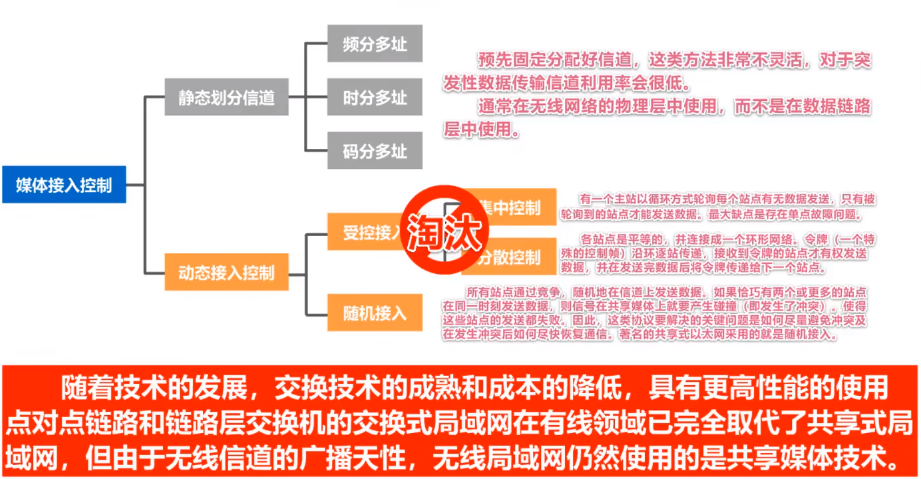 频分多址
预先固定分配好信道，这类方法非常不灵活，对于突
发性数据传输信道利用率会很低。
静态划分信道
时分多址
通常在无线网络的物理层中使用，而不是在数据链路
层中使用。
码分多址
媒体接入控制
集中控制
有一个主站以循环方式轮询每个站点有无数据发送，只有被
轮询到的站点才能发送数据。最大缺点是存在单点故障问题。
受控接入
淘汰
分散控制
各站点是平等的，并连接成一个环形网络。令牌（一个特
殊的控制帧）沿环逐站传递，接收到令牌的站点才有权发送
数据，并在发送完数据后将令牌传递给下一个站点。
动态接入控制
随机接入
所有站点通过竞争，随机地在信道上发送数据。如果恰巧有两个或更多的站点
在同一时刻发送数据，则信号在共享媒体上就要产生碰撞（即发生了冲突），使得
这些站点的发送都失败。因此，这类协议要解决的关键问题是如何尽量避免冲突及
在发生冲突后如何尽快恢复通信。著名的共享式以太网采用的就是随机接入。
随着技术的发展，交换技术的成熟和成本的降低，具有更高性能的使用
点对点链路和链路层交换机的交换式局域网在有线领域已完全取代了共享式局
域网，但由于无线信道的广播天性，无线局域网仍然使用的是共享媒体技术。